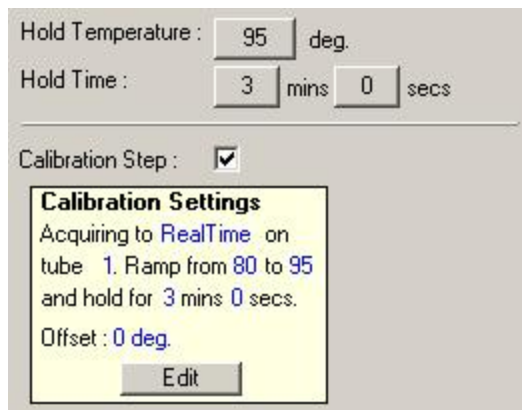 Hold Temperature : 95 deg.
Hold Time : 3 mins 0 secs
Calibration Step :
Calibration Settings
Acquiring to RealTime on
tube 1. Ramp from 80 to 95
and hold for 3 mins 0 secs.
Offset : 0 deg.
Edit